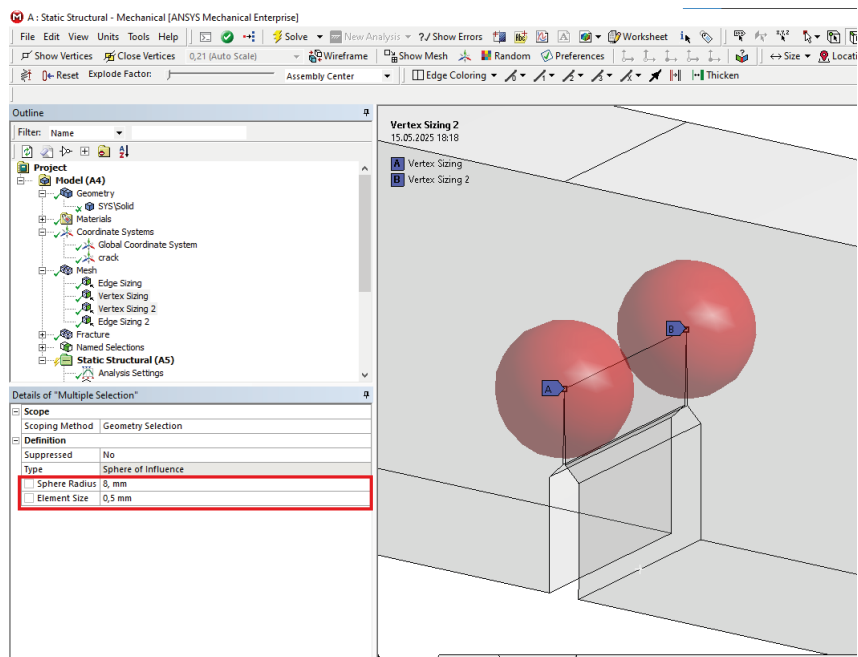 A : Static Structural - Mechanical [ANSYS Mechanical Enterprise]
File Edit View Units Tools Help Solve New Analysis ?/ Show Errors Worksheet
Show Vertices Close Vertices 0,21 (Auto Scale) Wireframe Show Mesh Random Preferences Size Locati
Reset Explode Factor: Assembly Center Edge Coloring Thicken
Outline
Filter: Name
Project
Model (A4)
Geometry
SYS\Solid
Materials
Coordinate Systems
Global Coordinate System
crack
Mesh
Edge Sizing
Vertex Sizing
Vertex Sizing 2
Edge Sizing 2
Fracture
Named Selections
Static Structural (A5)
Analysis Settings
Details of "Multiple Selection"
Scope
Scoping Method Geometry Selection
Definition
Suppressed No
Type Sphere of Influence
Sphere Radius 8, mm
Element Size 0,5 mm
Vertex Sizing 2
15.05.2025 18:18
A Vertex Sizing
B Vertex Sizing 2
B
A